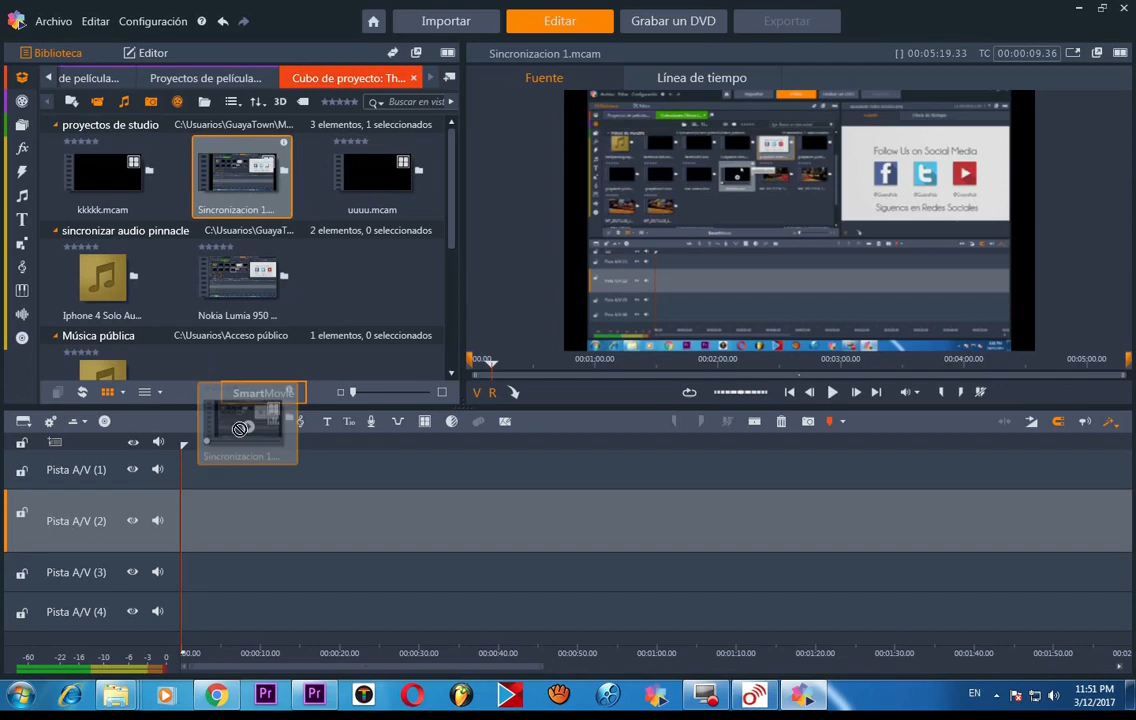 Archivo Editar Configuración ? Importar Editar Grabar un DVD Exportar
Biblioteca Editor Sincronizacion 1.mcam [] 00:05:19.33 TC 00:00:09.36
de película... Proyectos de película... Cubo de proyecto: Th... × Fuente Línea de tiempo
3D Buscar en vist
proyectos de studio C:\Usuarios\GuayaTown\M... 3 elementos, 1 seleccionados
kkkkk.mcam Sincronizacion 1.... uuuu.mcam
Follow Us on Social Media
Siguenos en Redes Sociales
sincronizar audio pinnacle C:\Usuarios\GuayaT... 2 elementos, 0 seleccionados
Iphone 4 Solo Au... Nokia Lumia 950 ...
Música pública C:\Usuarios\Acceso público 1 elementos, 0 seleccionados
:00.00 00:01:00.00 00:02:00.00 00:03:00.00 00:04:00.00 00:05:00.00
SmartMovie
V R
Sincronizacion 1....
Pista A/V (1)
Pista A/V (2)
Pista A/V (3)
Pista A/V (4)
-60 -22 -16 -10 -6 -3 0 :00.00 00:00:10.00 00:00:20.00 00:00:30.00 00:00:40.00 00:00:50.00 00:01:00.00 00:01:10.00 00:01:20.00 00:01:30.00 00:01:40.00 00:01:50.00 00:02
EN 11:51 PM
3/12/2017